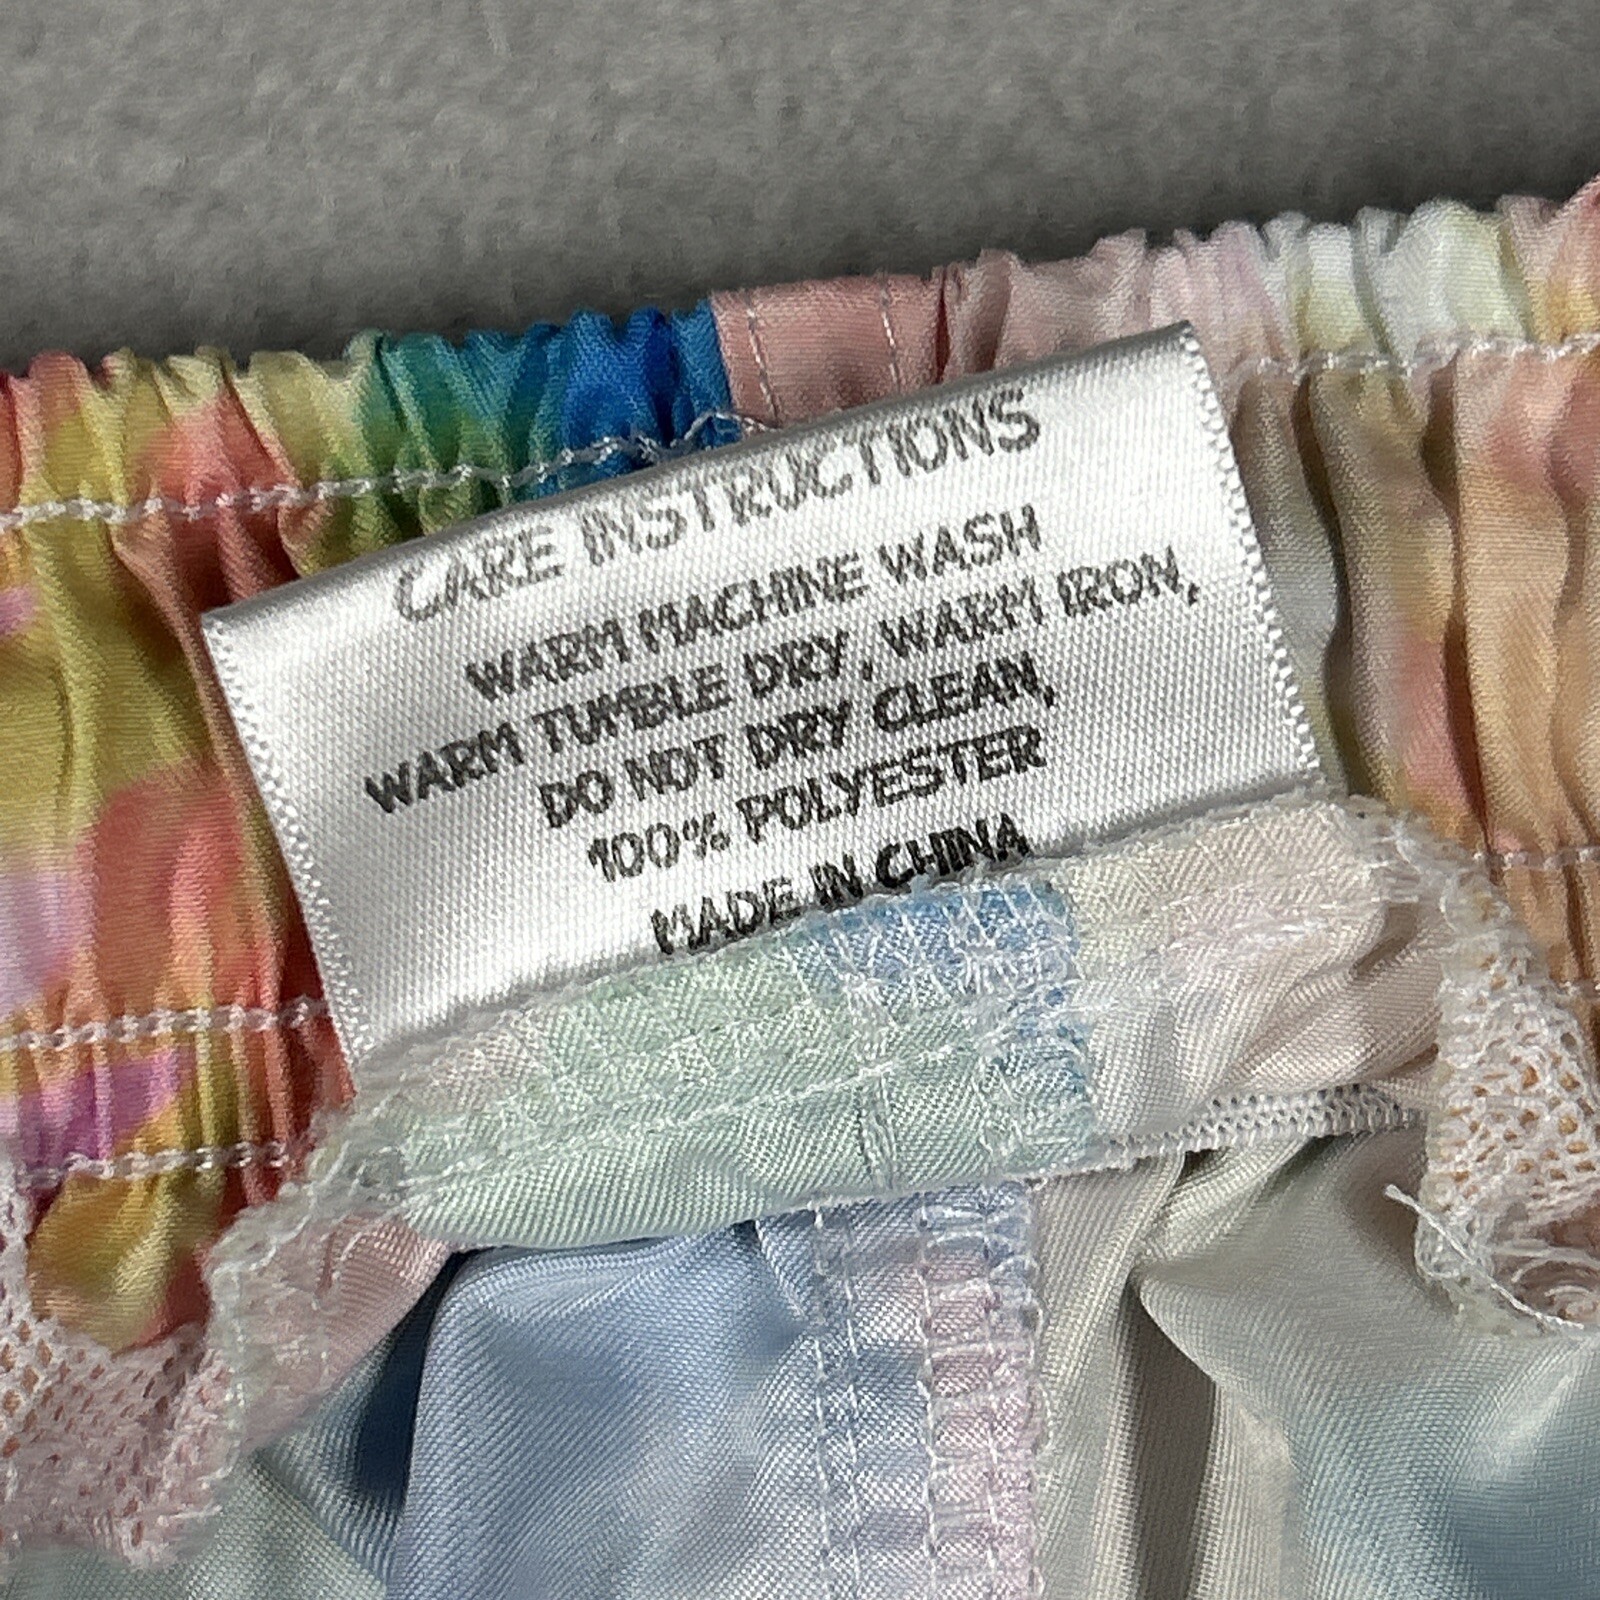 CARE INSTRUCTIONS
WARM MACHINE WASH
WARM TUMBLE DRY, WARM IRON,
DO NOT DRY CLEAN,
100% POLYESTER
MADE IN CHINA